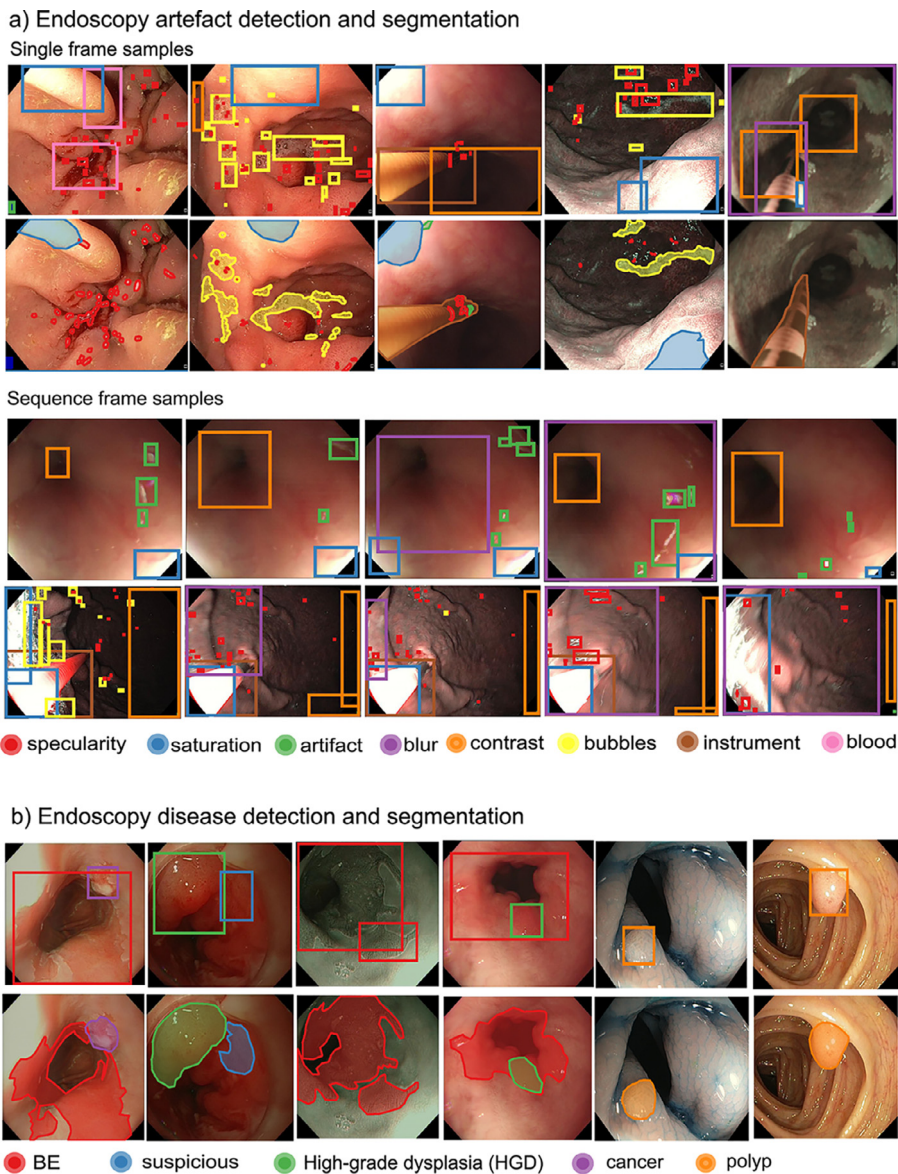 a) Endoscopy artefact detection and segmentation
Single frame samples
Sequence frame samples
specularity saturation artifact blur contrast bubbles instrument blood
b) Endoscopy disease detection and segmentation
BE suspicious High-grade dysplasia (HGD) cancer polyp